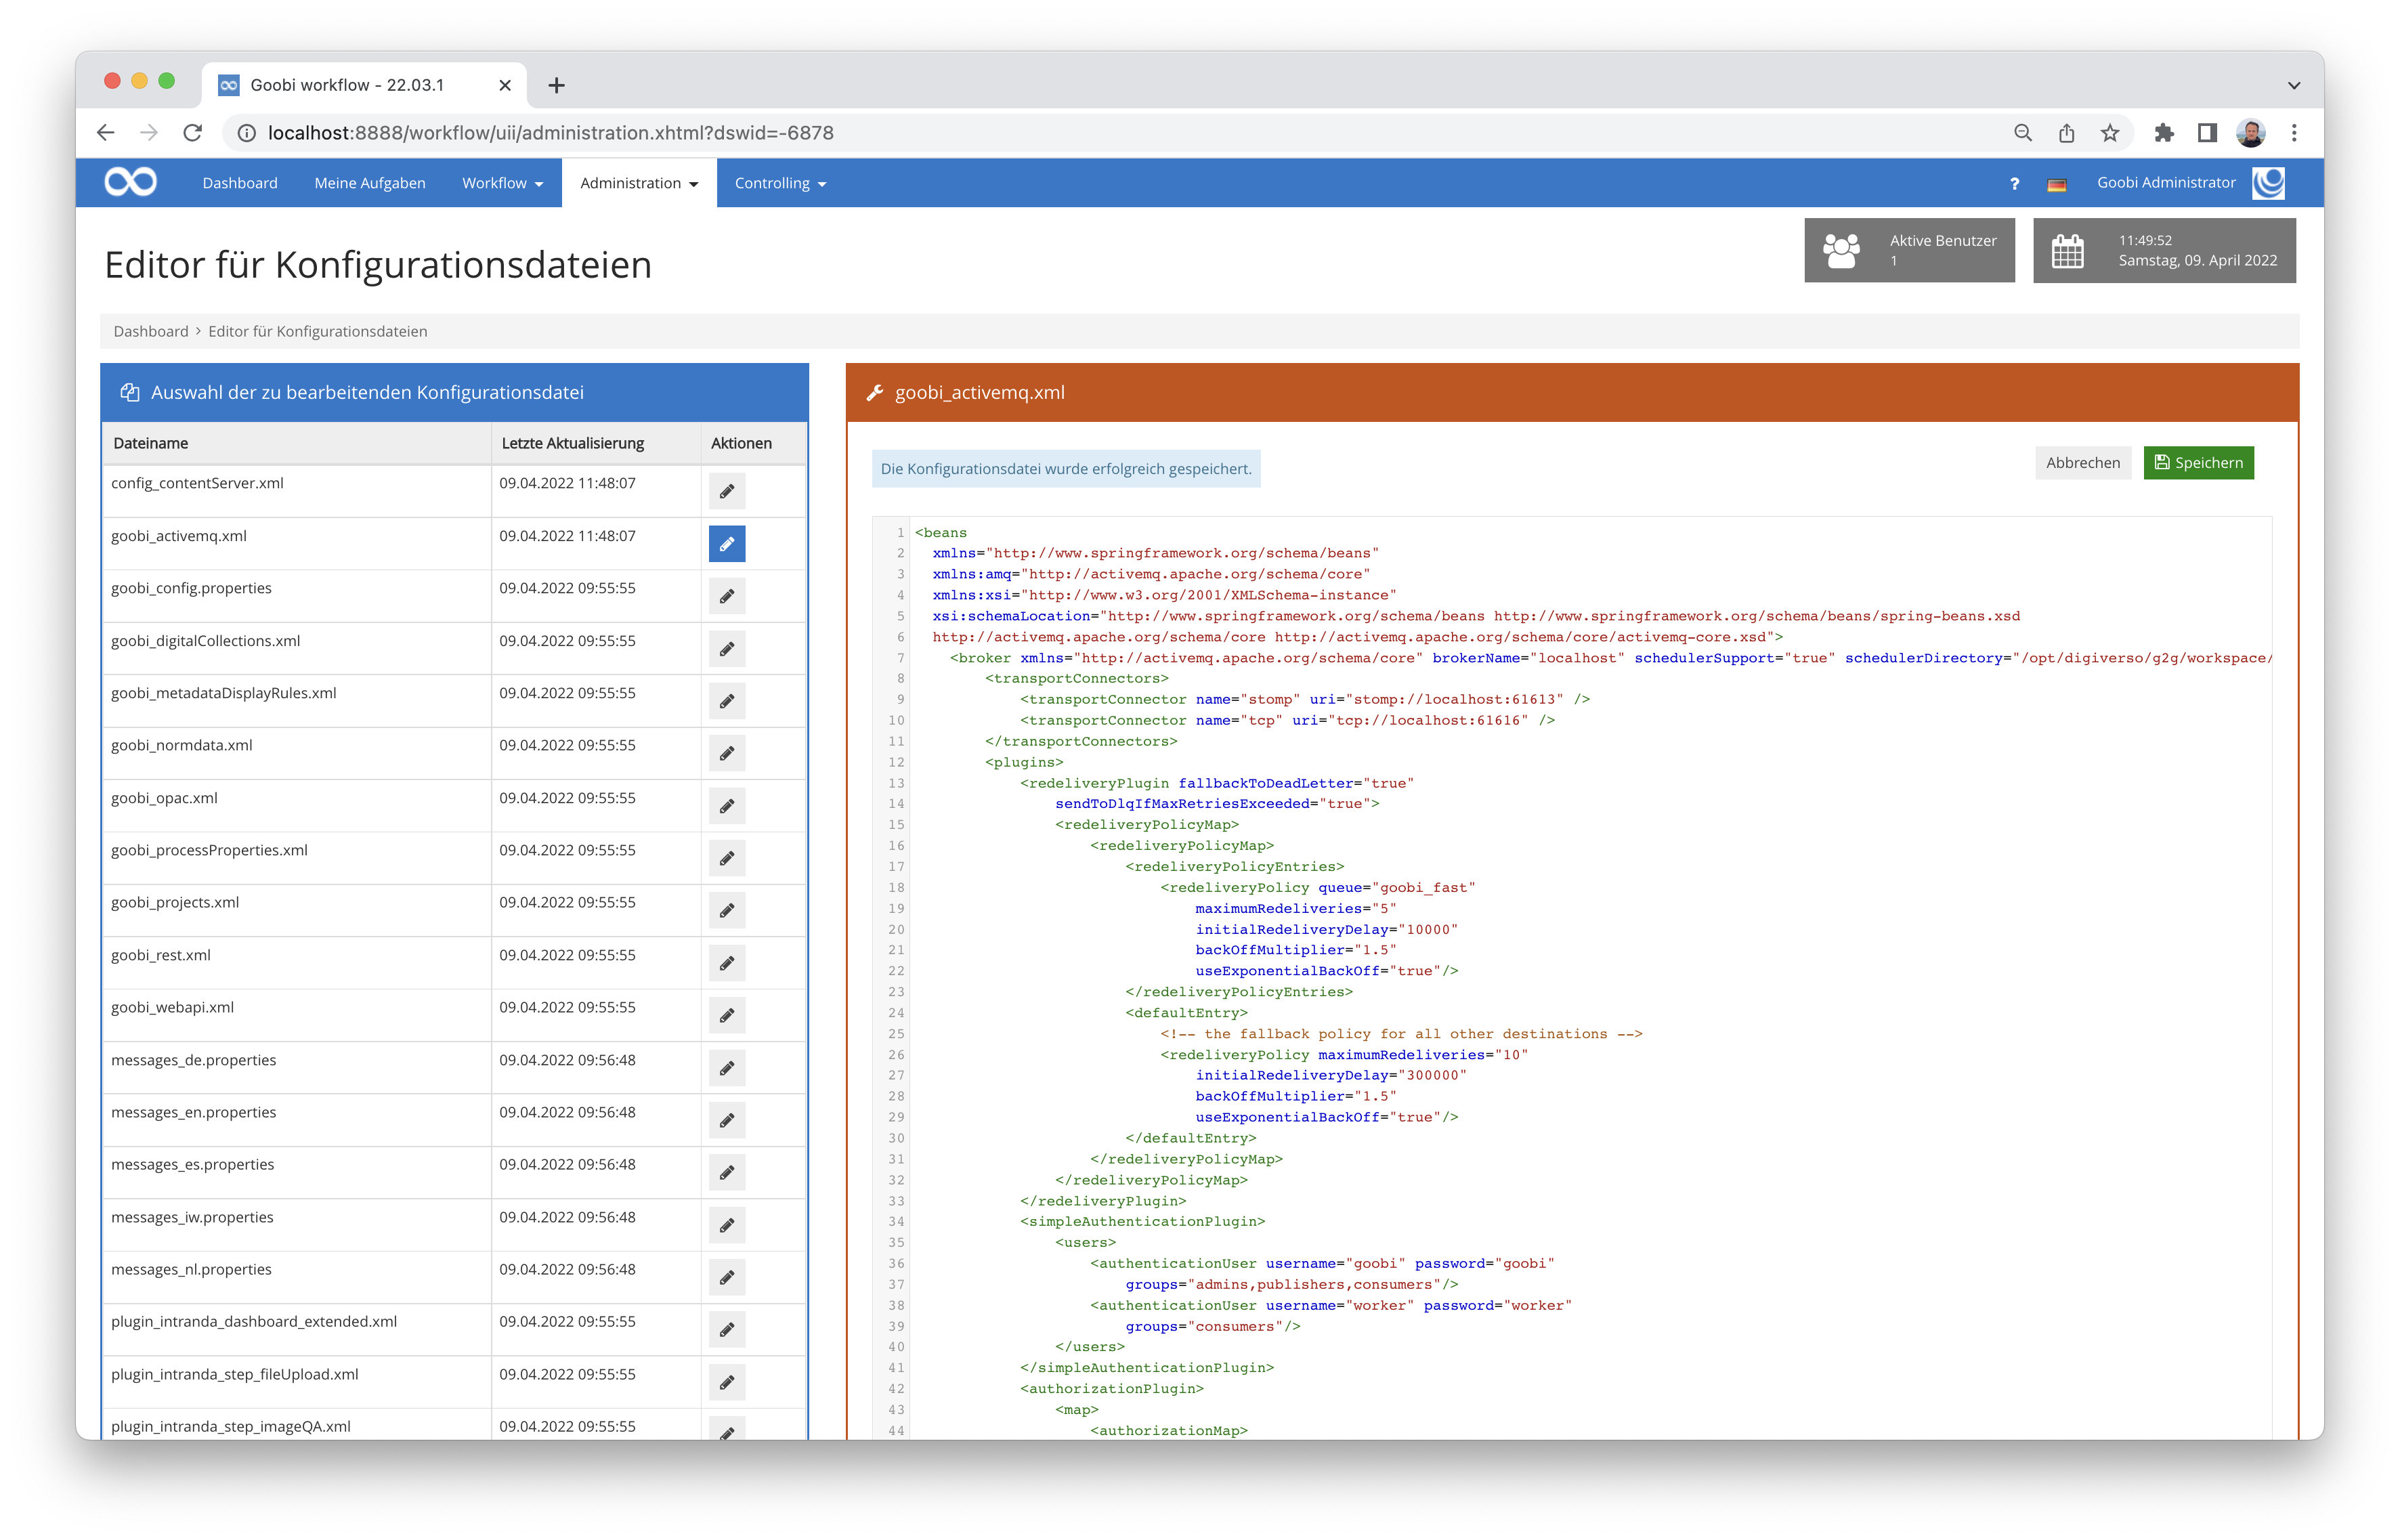 Goobi workflow - 22.03.1
localhost:8888/workflow/uii/administration.xhtml?dswid=-6878
Dashboard Meine Aufgaben Workflow Administration Controlling ? Goobi Administrator
Editor für Konfigurationsdateien
Aktive Benutzer
1
11:49:52
Samstag, 09. April 2022
Dashboard › Editor für Konfigurationsdateien
Auswahl der zu bearbeitenden Konfigurationsdatei
Dateiname Letzte Aktualisierung Aktionen
config_contentServer.xml 09.04.2022 11:48:07
goobi_activemq.xml 09.04.2022 11:48:07
goobi_config.properties 09.04.2022 09:55:55
goobi_digitalCollections.xml 09.04.2022 09:55:55
goobi_metadataDisplayRules.xml 09.04.2022 09:55:55
goobi_normdata.xml 09.04.2022 09:55:55
goobi_opac.xml 09.04.2022 09:55:55
goobi_processProperties.xml 09.04.2022 09:55:55
goobi_projects.xml 09.04.2022 09:55:55
goobi_rest.xml 09.04.2022 09:55:55
goobi_webapi.xml 09.04.2022 09:55:55
messages_de.properties 09.04.2022 09:56:48
messages_en.properties 09.04.2022 09:56:48
messages_es.properties 09.04.2022 09:56:48
messages_iw.properties 09.04.2022 09:56:48
messages_nl.properties 09.04.2022 09:56:48
plugin_intranda_dashboard_extended.xml 09.04.2022 09:55:55
plugin_intranda_step_fileUpload.xml 09.04.2022 09:55:55
plugin_intranda_step_imageQA.xml 09.04.2022 09:55:55
goobi_activemq.xml
Die Konfigurationsdatei wurde erfolgreich gespeichert.
Abbrechen Speichern
1 <beans
2 xmlns="http://www.springframework.org/schema/beans"
3 xmlns:amq="http://activemq.apache.org/schema/core"
4 xmlns:xsi="http://www.w3.org/2001/XMLSchema-instance"
5 xsi:schemaLocation="http://www.springframework.org/schema/beans http://www.springframework.org/schema/beans/spring-beans.xsd
6 http://activemq.apache.org/schema/core http://activemq.apache.org/schema/core/activemq-core.xsd">
7 <broker xmlns="http://activemq.apache.org/schema/core" brokerName="localhost" schedulerSupport="true" schedulerDirectory="/opt/digiverso/g2g/workspace/
8 <transportConnectors>
9 <transportConnector name="stomp" uri="stomp://localhost:61613" />
10 <transportConnector name="tcp" uri="tcp://localhost:61616" />
11 </transportConnectors>
12 <plugins>
13 <redeliveryPlugin fallbackToDeadLetter="true"
14 sendToDlqIfMaxRetriesExceeded="true">
15 <redeliveryPolicyMap>
16 <redeliveryPolicyMap>
17 <redeliveryPolicyEntries>
18 <redeliveryPolicy queue="goobi_fast"
19 maximumRedeliveries="5"
20 initialRedeliveryDelay="10000"
21 backOffMultiplier="1.5"
22 useExponentialBackOff="true"/>
23 </redeliveryPolicyEntries>
24 <defaultEntry>
25 <!-- the fallback policy for all other destinations -->
26 <redeliveryPolicy maximumRedeliveries="10"
27 initialRedeliveryDelay="300000"
28 backOffMultiplier="1.5"
29 useExponentialBackOff="true"/>
30 </defaultEntry>
31 </redeliveryPolicyMap>
32 </redeliveryPolicyMap>
33 </redeliveryPlugin>
34 <simpleAuthenticationPlugin>
35 <users>
36 <authenticationUser username="goobi" password="goobi"
37 groups="admins,publishers,consumers"/>
38 <authenticationUser username="worker" password="worker"
39 groups="consumers"/>
40 </users>
41 </simpleAuthenticationPlugin>
42 <authorizationPlugin>
43 <map>
44 <authorizationMap>